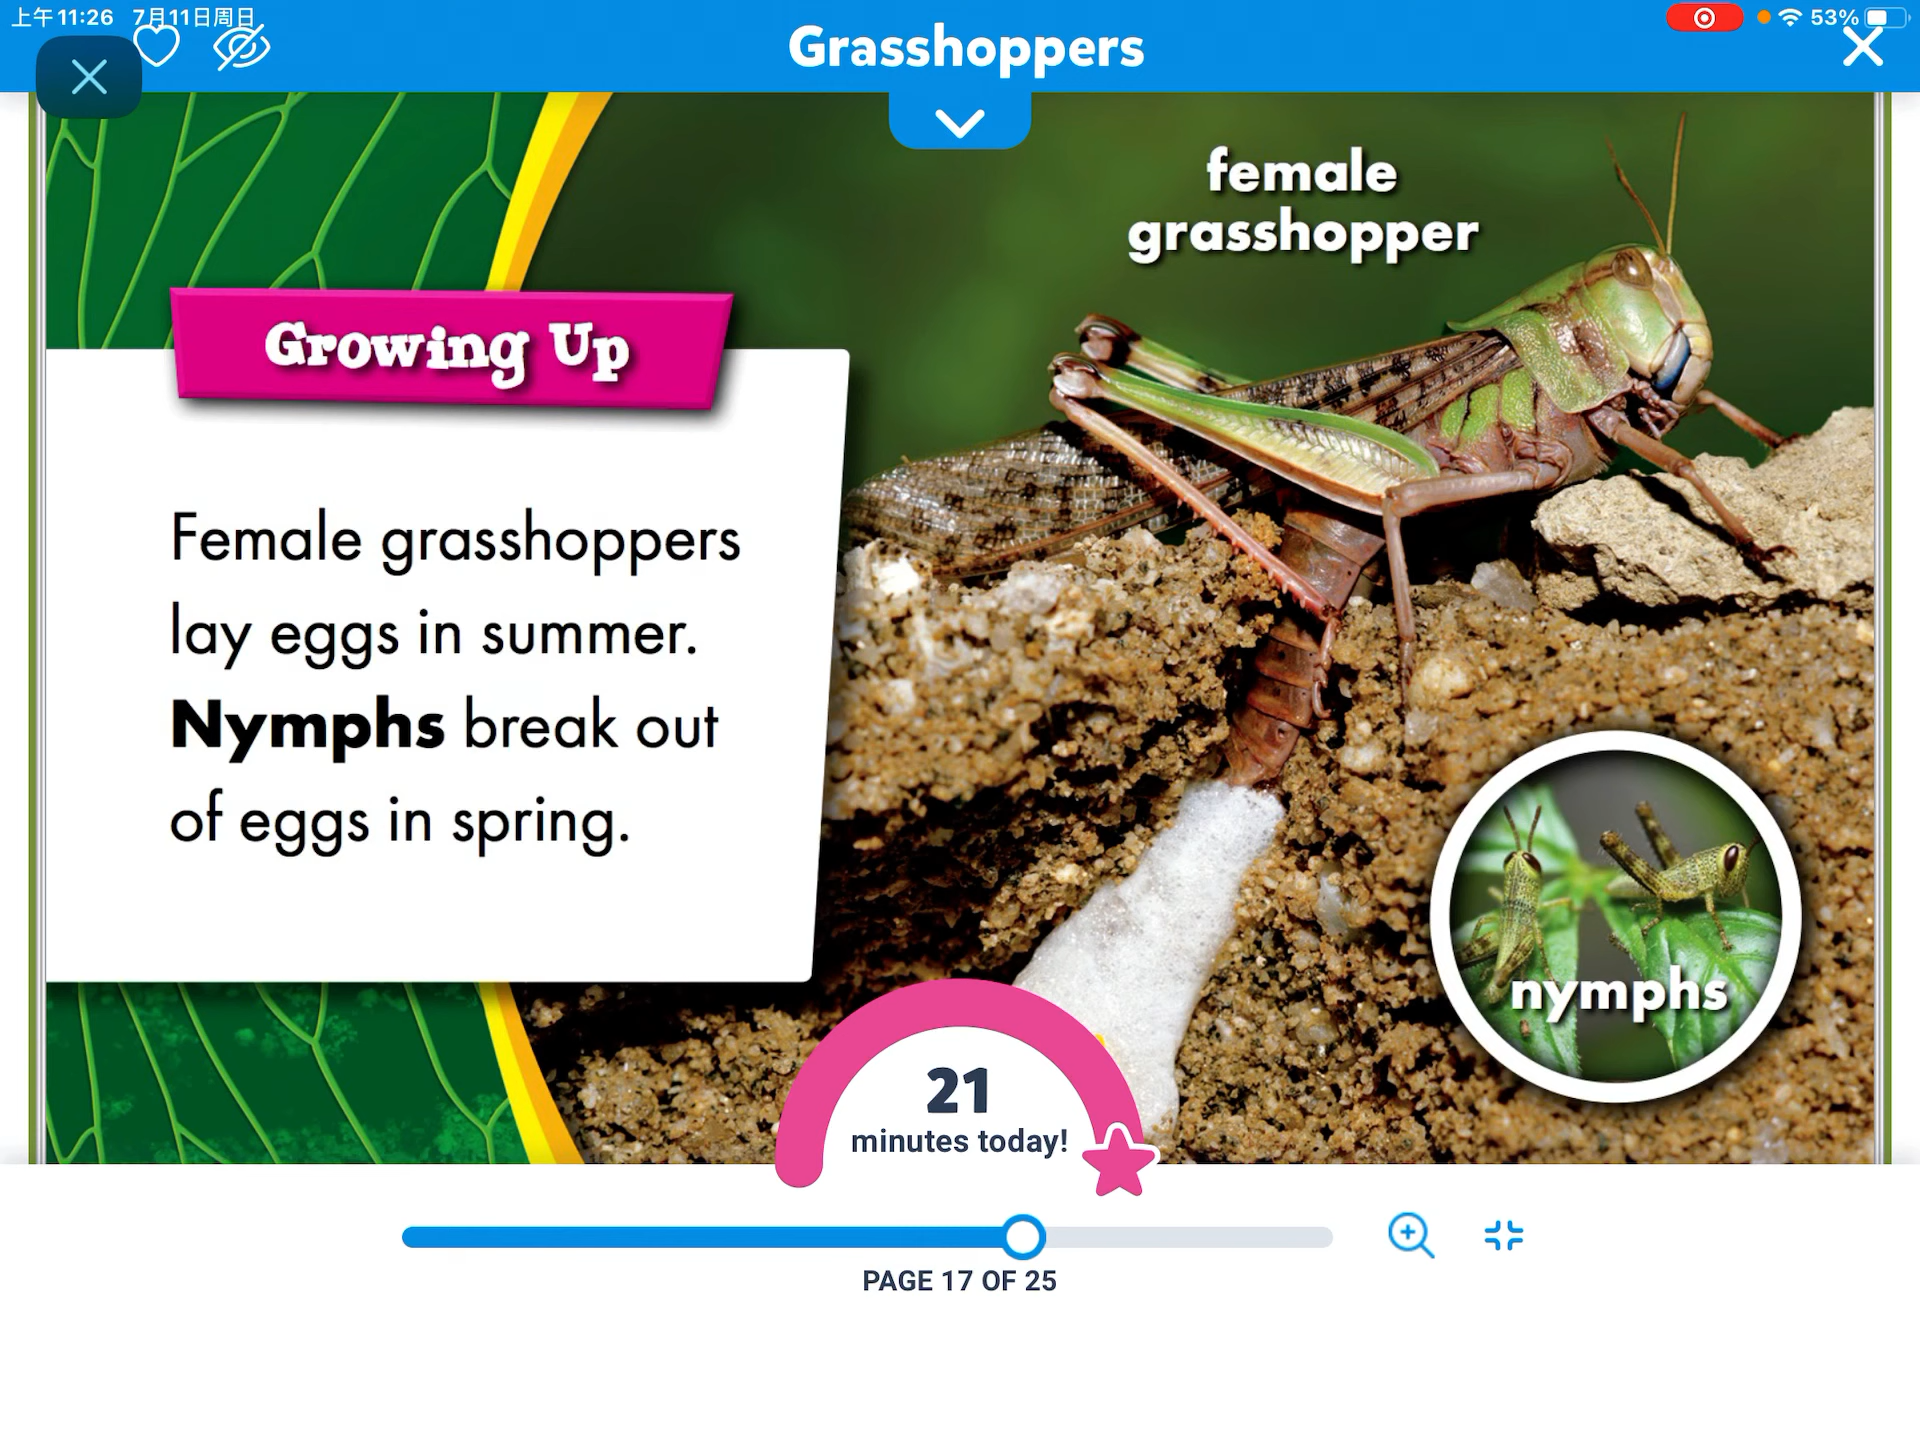 上午11:26 7月11日周日
53%
Grasshoppers
female
grasshopper
Growing Up
Female grasshoppers
lay eggs in summer.
Nymphs break out
of eggs in spring.
nymphs
21
minutes today!
PAGE 17 OF 25